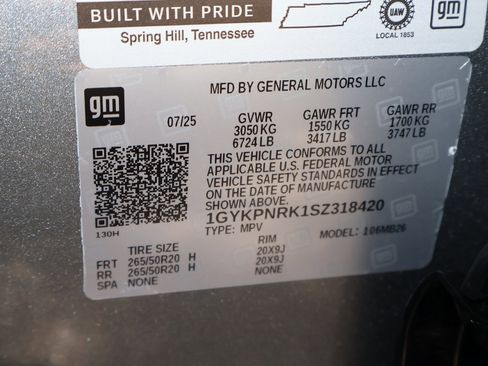 BUILT WITH PRIDE
Spring Hill, Tennessee
UAW
LOCAL 1853
gm
gm
MFD BY GENERAL MOTORS LLC
07/25 GVWR GAWR FRT GAWR RR
3050 KG 1550 KG 1700 KG
6724 LB 3417 LB 3747 LB
THIS VEHICLE CONFORMS TO ALL
APPLICABLE U.S. FEDERAL MOTOR
VEHICLE SAFETY STANDARDS IN EFFECT
ON THE DATE OF MANUFACTURE
SHOWN ABOVE.
1GYKPNRK1SZ318420
TYPE: MPV MODEL: 106MB26
130H
TIRE SIZE RIM
FRT 265/50R20 H 20X9J
RR 265/50R20 H 20X9J
SPA NONE NONE